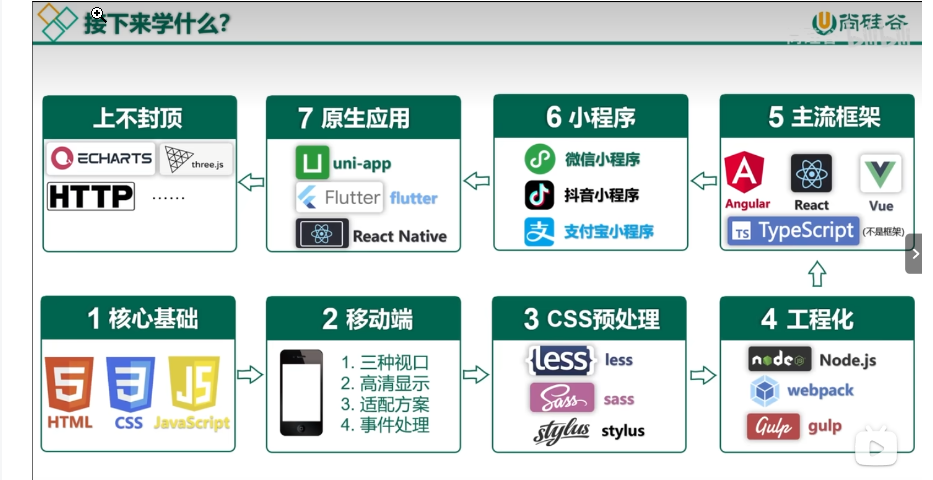 接下来学什么?
尚硅谷
上不封顶
ECHARTS
three.js
HTTP
......
7 原生应用
uni-app
Flutter flutter
React Native
6 小程序
微信小程序
抖音小程序
支 支付宝小程序
5 主流框架
Angular
React
Vue
TS TypeScript (不是框架)
1 核心基础
5 3 JS
HTML
CSS
JavaScript
2 移动端
1. 三种视口
2. 高清显示
3. 适配方案
4. 事件处理
3 CSS预处理
{less} less
Sass sass
stylus stylus
4 工程化
node Node.js
webpack
Gulp gulp